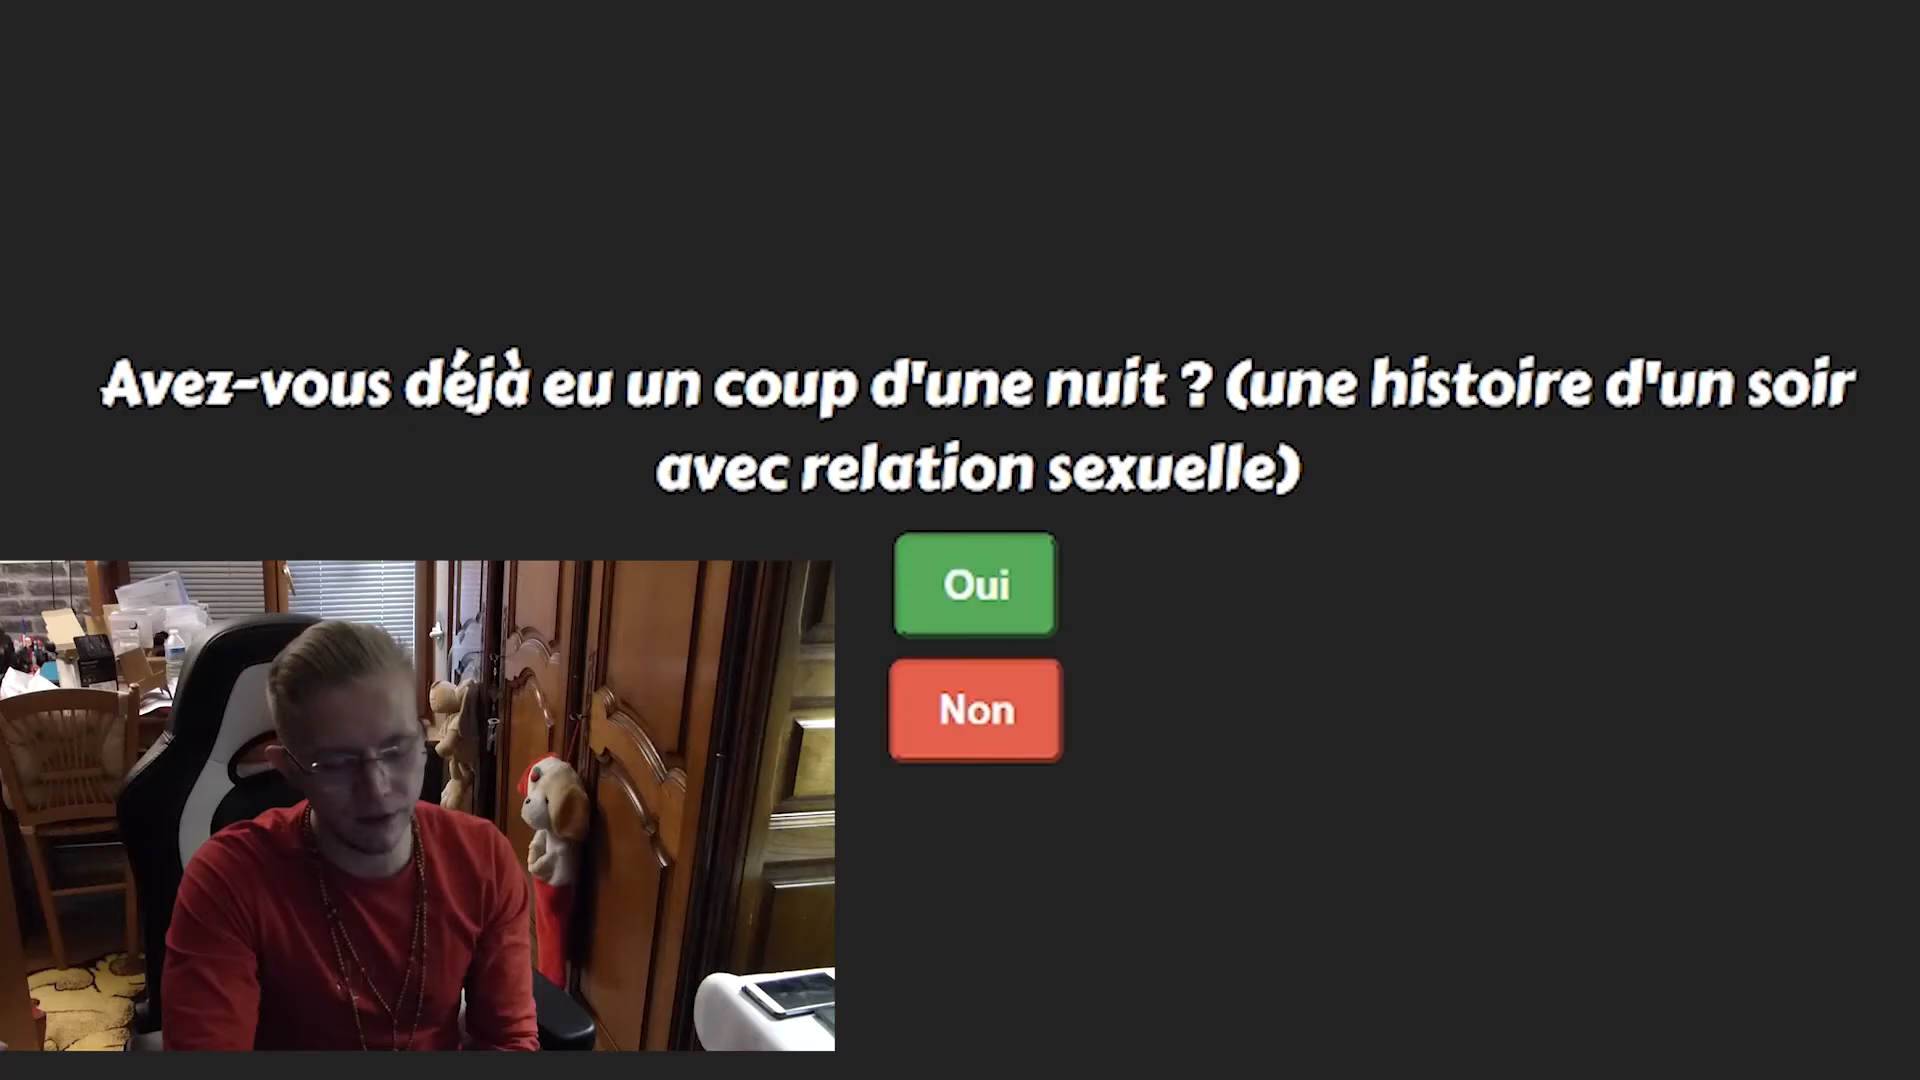 Avez-vous déjà eu un coup d'une nuit ? (une histoire d'un soir
avec relation sexuelle)
Oui
Non